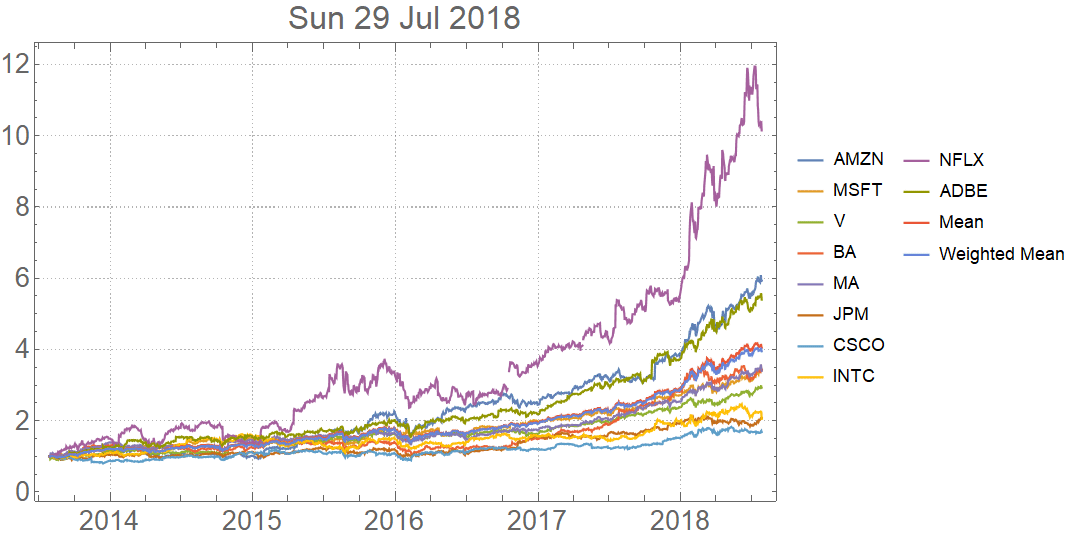 Sun 29 Jul 2018
12
10
8
6
4
2
0
2014 2015 2016 2017 2018
AMZN NFLX
MSFT ADBE
V Mean
BA Weighted Mean
MA
JPM
CSCO
INTC